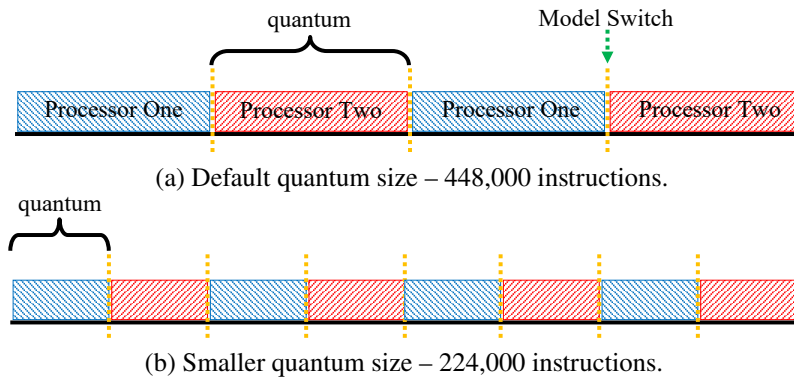 quantum
Model Switch
Processor One Processor Two Processor One Processor Two
(a) Default quantum size – 448,000 instructions.
quantum
(b) Smaller quantum size – 224,000 instructions.